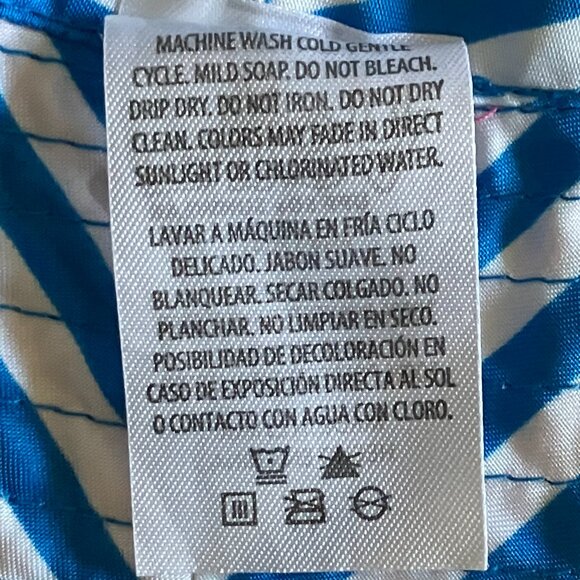 MACHINE WASH COLD GENTLE
CYCLE. MILD SOAP. DO NOT BLEACH.
DRIP DRY. DO NOT IRON. DO NOT DRY
CLEAN. COLORS MAY FADE IN DIRECT
SUNLIGHT OR CHLORINATED WATER.
LAVAR A MÁQUINA EN FRÍA CICLO
DELICADO. JABON SUAVE. NO
BLANQUEAR. SECAR COLGADO. NO
PLANCHAR. NO LIMPIAR EN SECO.
POSIBILIDAD DE DECOLORACIÓN EN
CASO DE EXPOSICIÓN DIRECTA AL SOL
O CONTACTO CON AGUA CON CLORO.